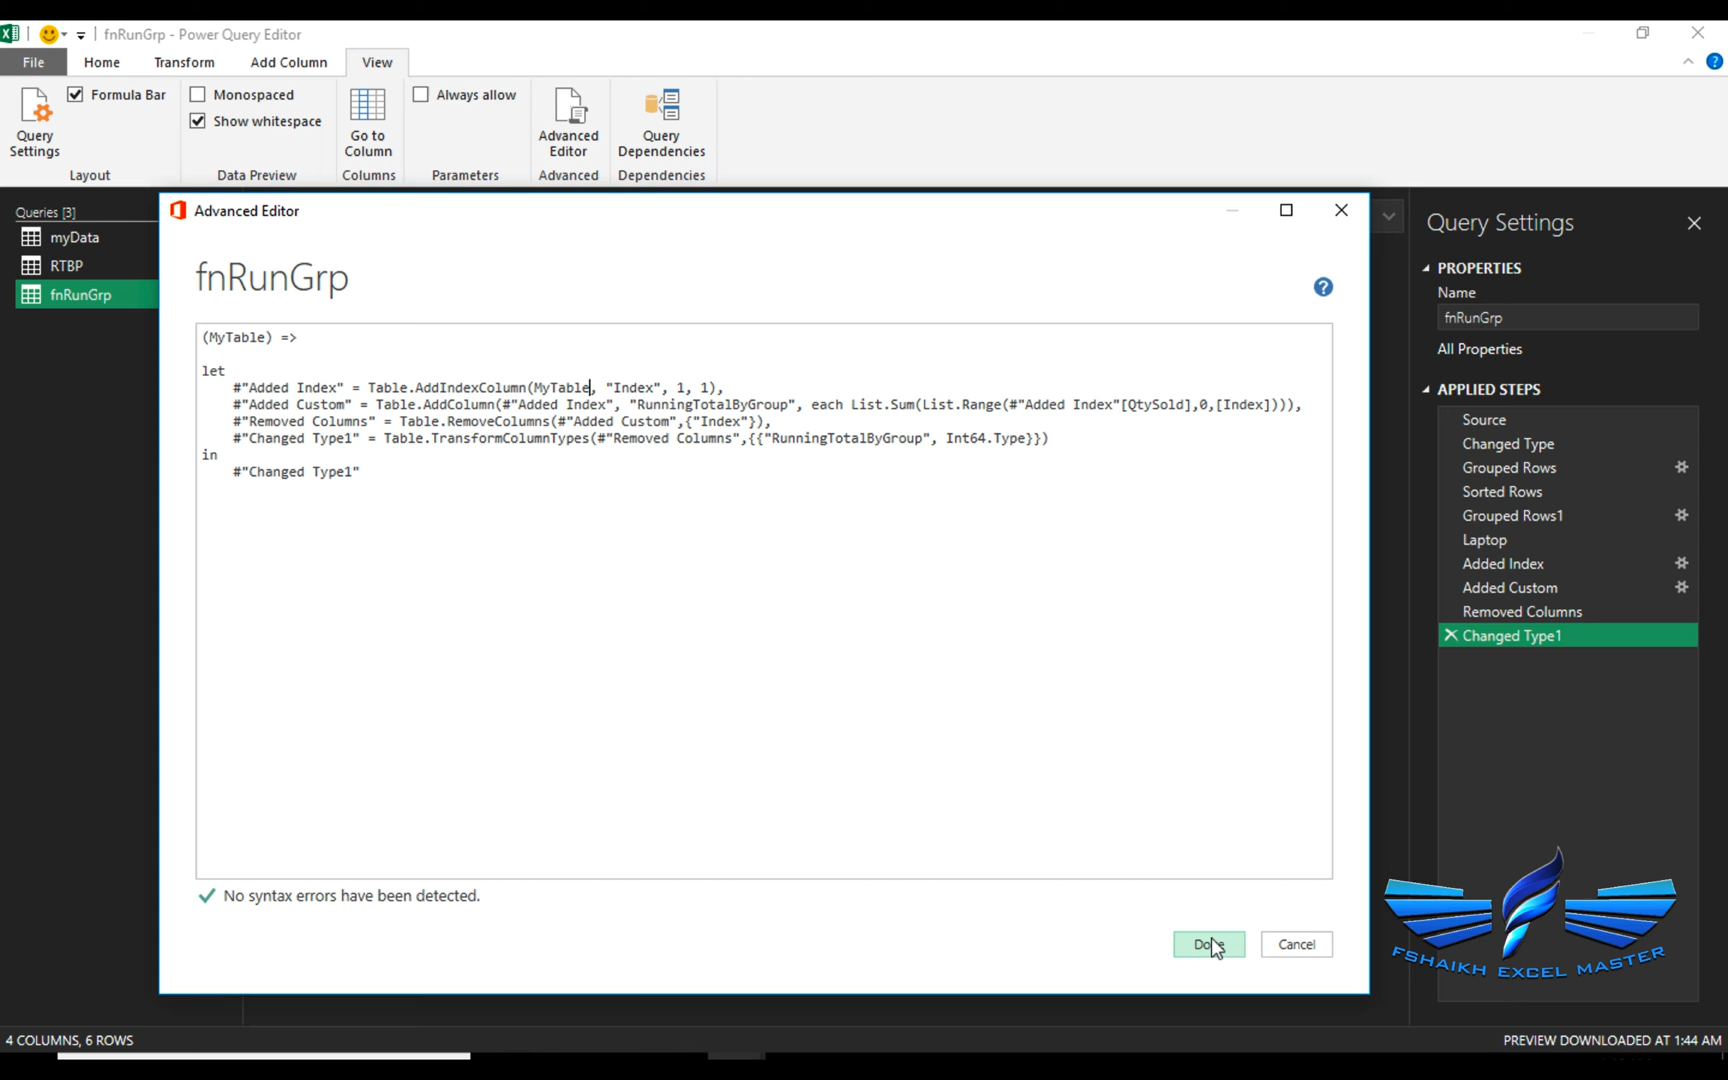 fnRunGrp - Power Query Editor
File Home Transform Add Column View
Query Settings
Formula Bar
Layout
Monospaced
Show whitespace
Data Preview
Go to Column
Columns
Always allow
Parameters
Advanced Editor
Advanced
Query Dependencies
Dependencies
Queries [3]
myData
RTBP
fnRunGrp
Advanced Editor
fnRunGrp
?
(MyTable) =>
let
#"Added Index" = Table.AddIndexColumn(MyTable, "Index", 1, 1),
#"Added Custom" = Table.AddColumn(#"Added Index", "RunningTotalByGroup", each List.Sum(List.Range(#"Added Index"[QtySold],0,[Index]))),
#"Removed Columns" = Table.RemoveColumns(#"Added Custom",{"Index"}),
#"Changed Type1" = Table.TransformColumnTypes(#"Removed Columns",{{"RunningTotalByGroup", Int64.Type}})
in
#"Changed Type1"
No syntax errors have been detected.
Done Cancel
Query Settings
PROPERTIES
Name
fnRunGrp
All Properties
APPLIED STEPS
Source
Changed Type
Grouped Rows
Sorted Rows
Grouped Rows1
Laptop
Added Index
Added Custom
Removed Columns
Changed Type1
FSHAIKH EXCEL MASTER
4 COLUMNS, 6 ROWS
PREVIEW DOWNLOADED AT 1:44 AM